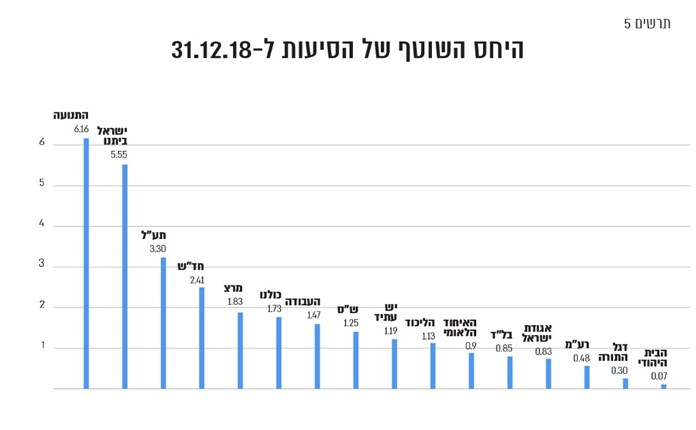 תרשים 5
היחס השוטף של הסיעות ל-31.12.18
6
5
4
3
2
1
התנועה
6.16
ישראל
ביתנו
5.55
תע"ל
3.30
חד"ש
2.41
מרצ
1.83
כולנו
1.73
העבודה
1.47
ש"ס
1.25
יש
עתיד
1.19
הליכוד
1.13
האיחוד
הלאומי
0.9
בל"ד
0.85
אגודת
ישראל
0.83
רע"מ
0.48
דגל
התורה
0.30
הבית
היהודי
0.07